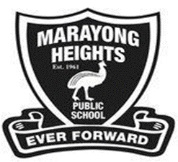 MARAYONG
HEIGHTS
Est. 1961
PUBLIC
SCHOOL
EVER FORWARD